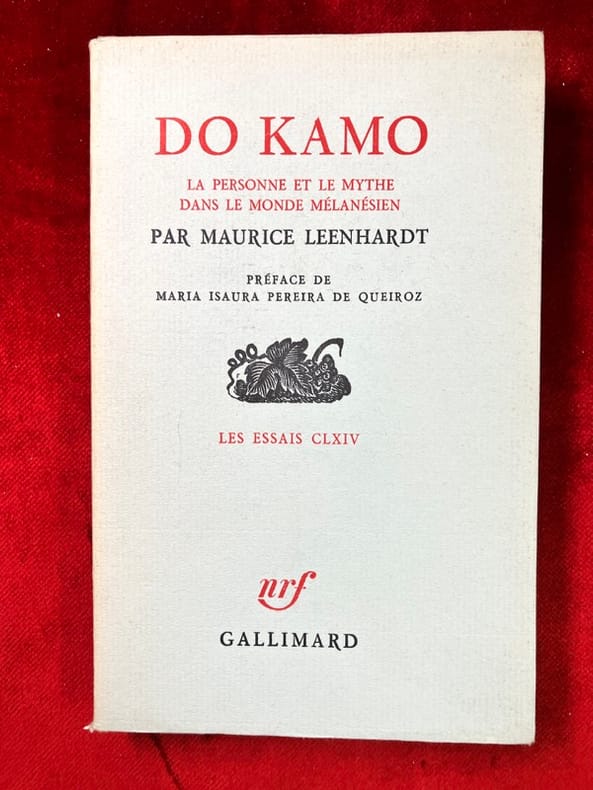 DO KAMO
LA PERSONNE ET LE MYTHE
DANS LE MONDE MÉLANÉSIEN
PAR MAURICE LEENHARDT
PRÉFACE DE
MARIA ISAURA PEREIRA DE QUEIROZ
LES ESSAIS CLXIV
nrf
GALLIMARD